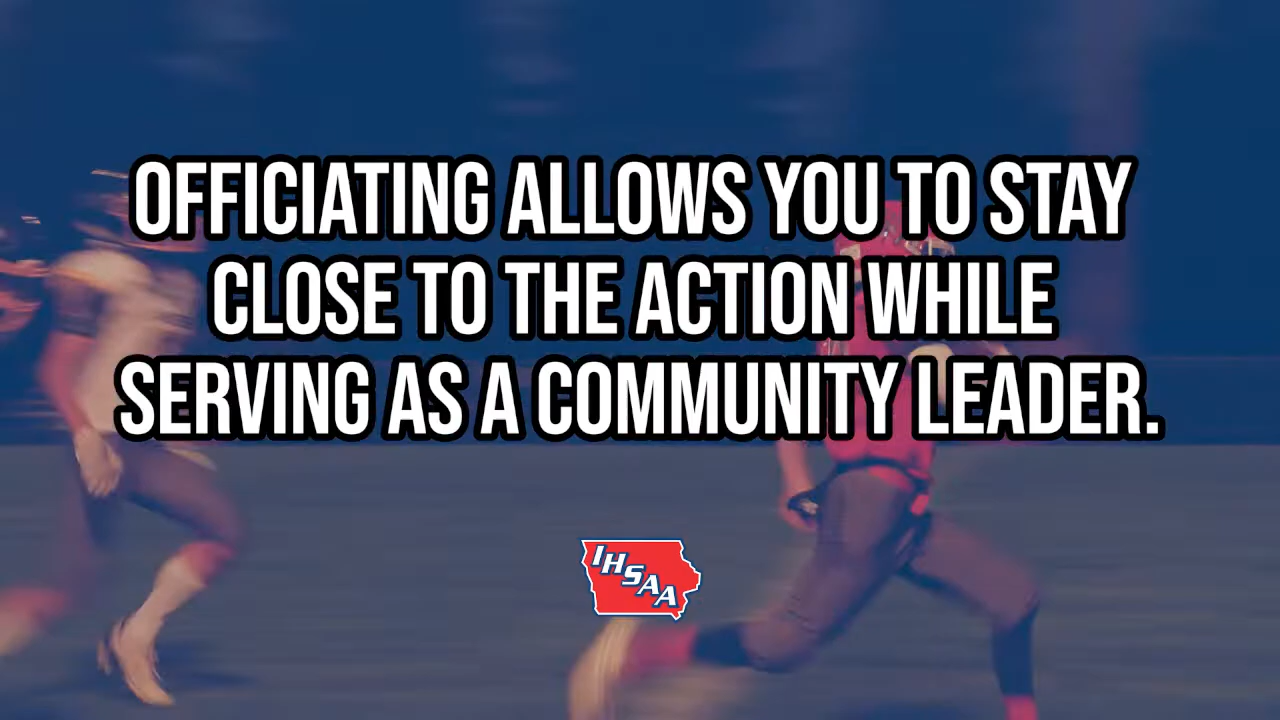 OFFICIATING ALLOWS YOU TO STAY
CLOSE TO THE ACTION WHILE
SERVING AS A COMMUNITY LEADER.
IHSAA